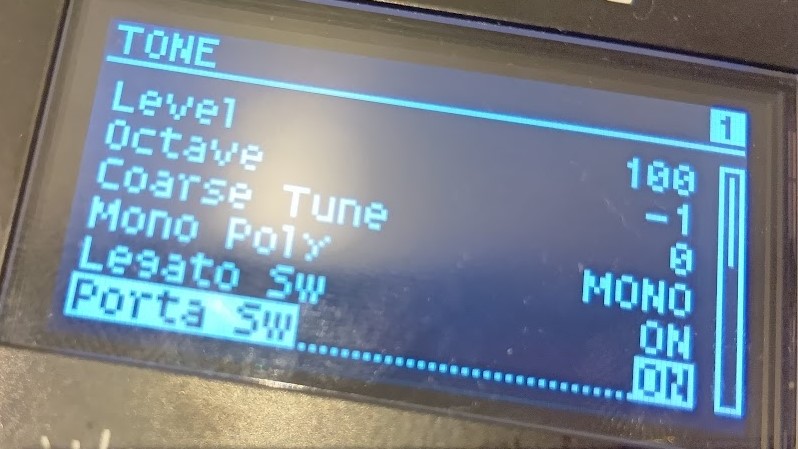 TONE
1
Level 100
Octave -1
Coarse Tune 0
Mono Poly MONO
Legato Sw ON
Porta Sw ON